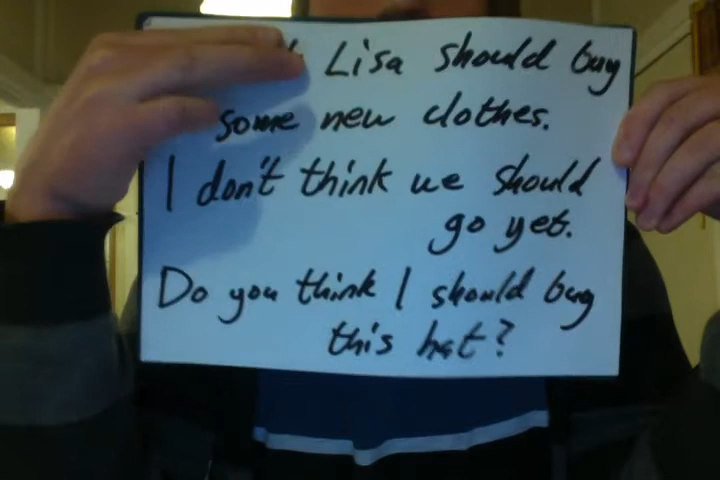 Lisa should buy
some new clothes.
I don't think we should
go yet.
Do you think I should buy
this hat?